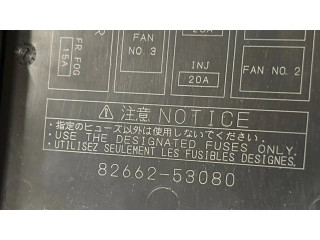 FR FOG
15A
FAN
NO.3
INJ
20A
FAN NO.2
⚠ 注意 NOTICE
・指定のヒューズ以外は使用しないでください。
・USE THE DESIGNATED FUSES ONLY.
・UTILISEZ SEULEMENT LES FUSIBLES DESIGNES.
82662-53080